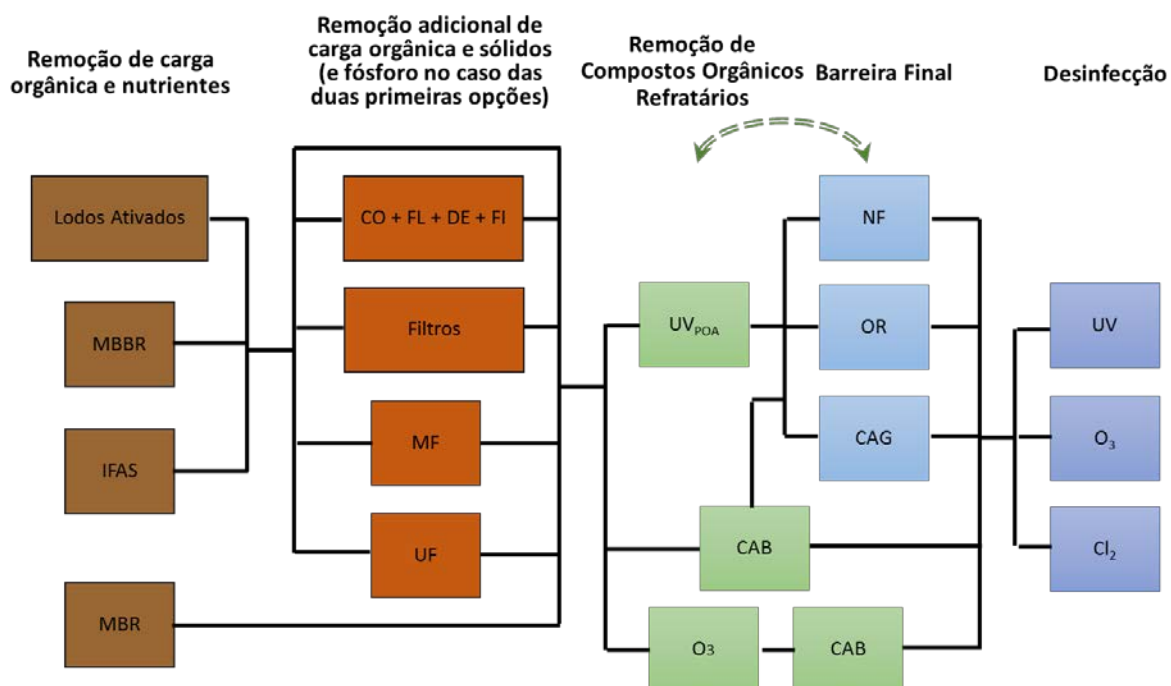 Remoção de carga
orgânica e nutrientes
Remoção adicional de
carga orgânica e sólidos
(e fósforo no caso das
duas primeiras opções)
Remoção de
Compostos Orgânicos
Refratários
Barreira Final
Desinfecção
Lodos Ativados
MBBR
IFAS
MBR
CO + FL + DE + FI
Filtros
MF
UF
UVPOA
CAB
O3
CAB
NF
OR
CAG
UV
O3
Cl2